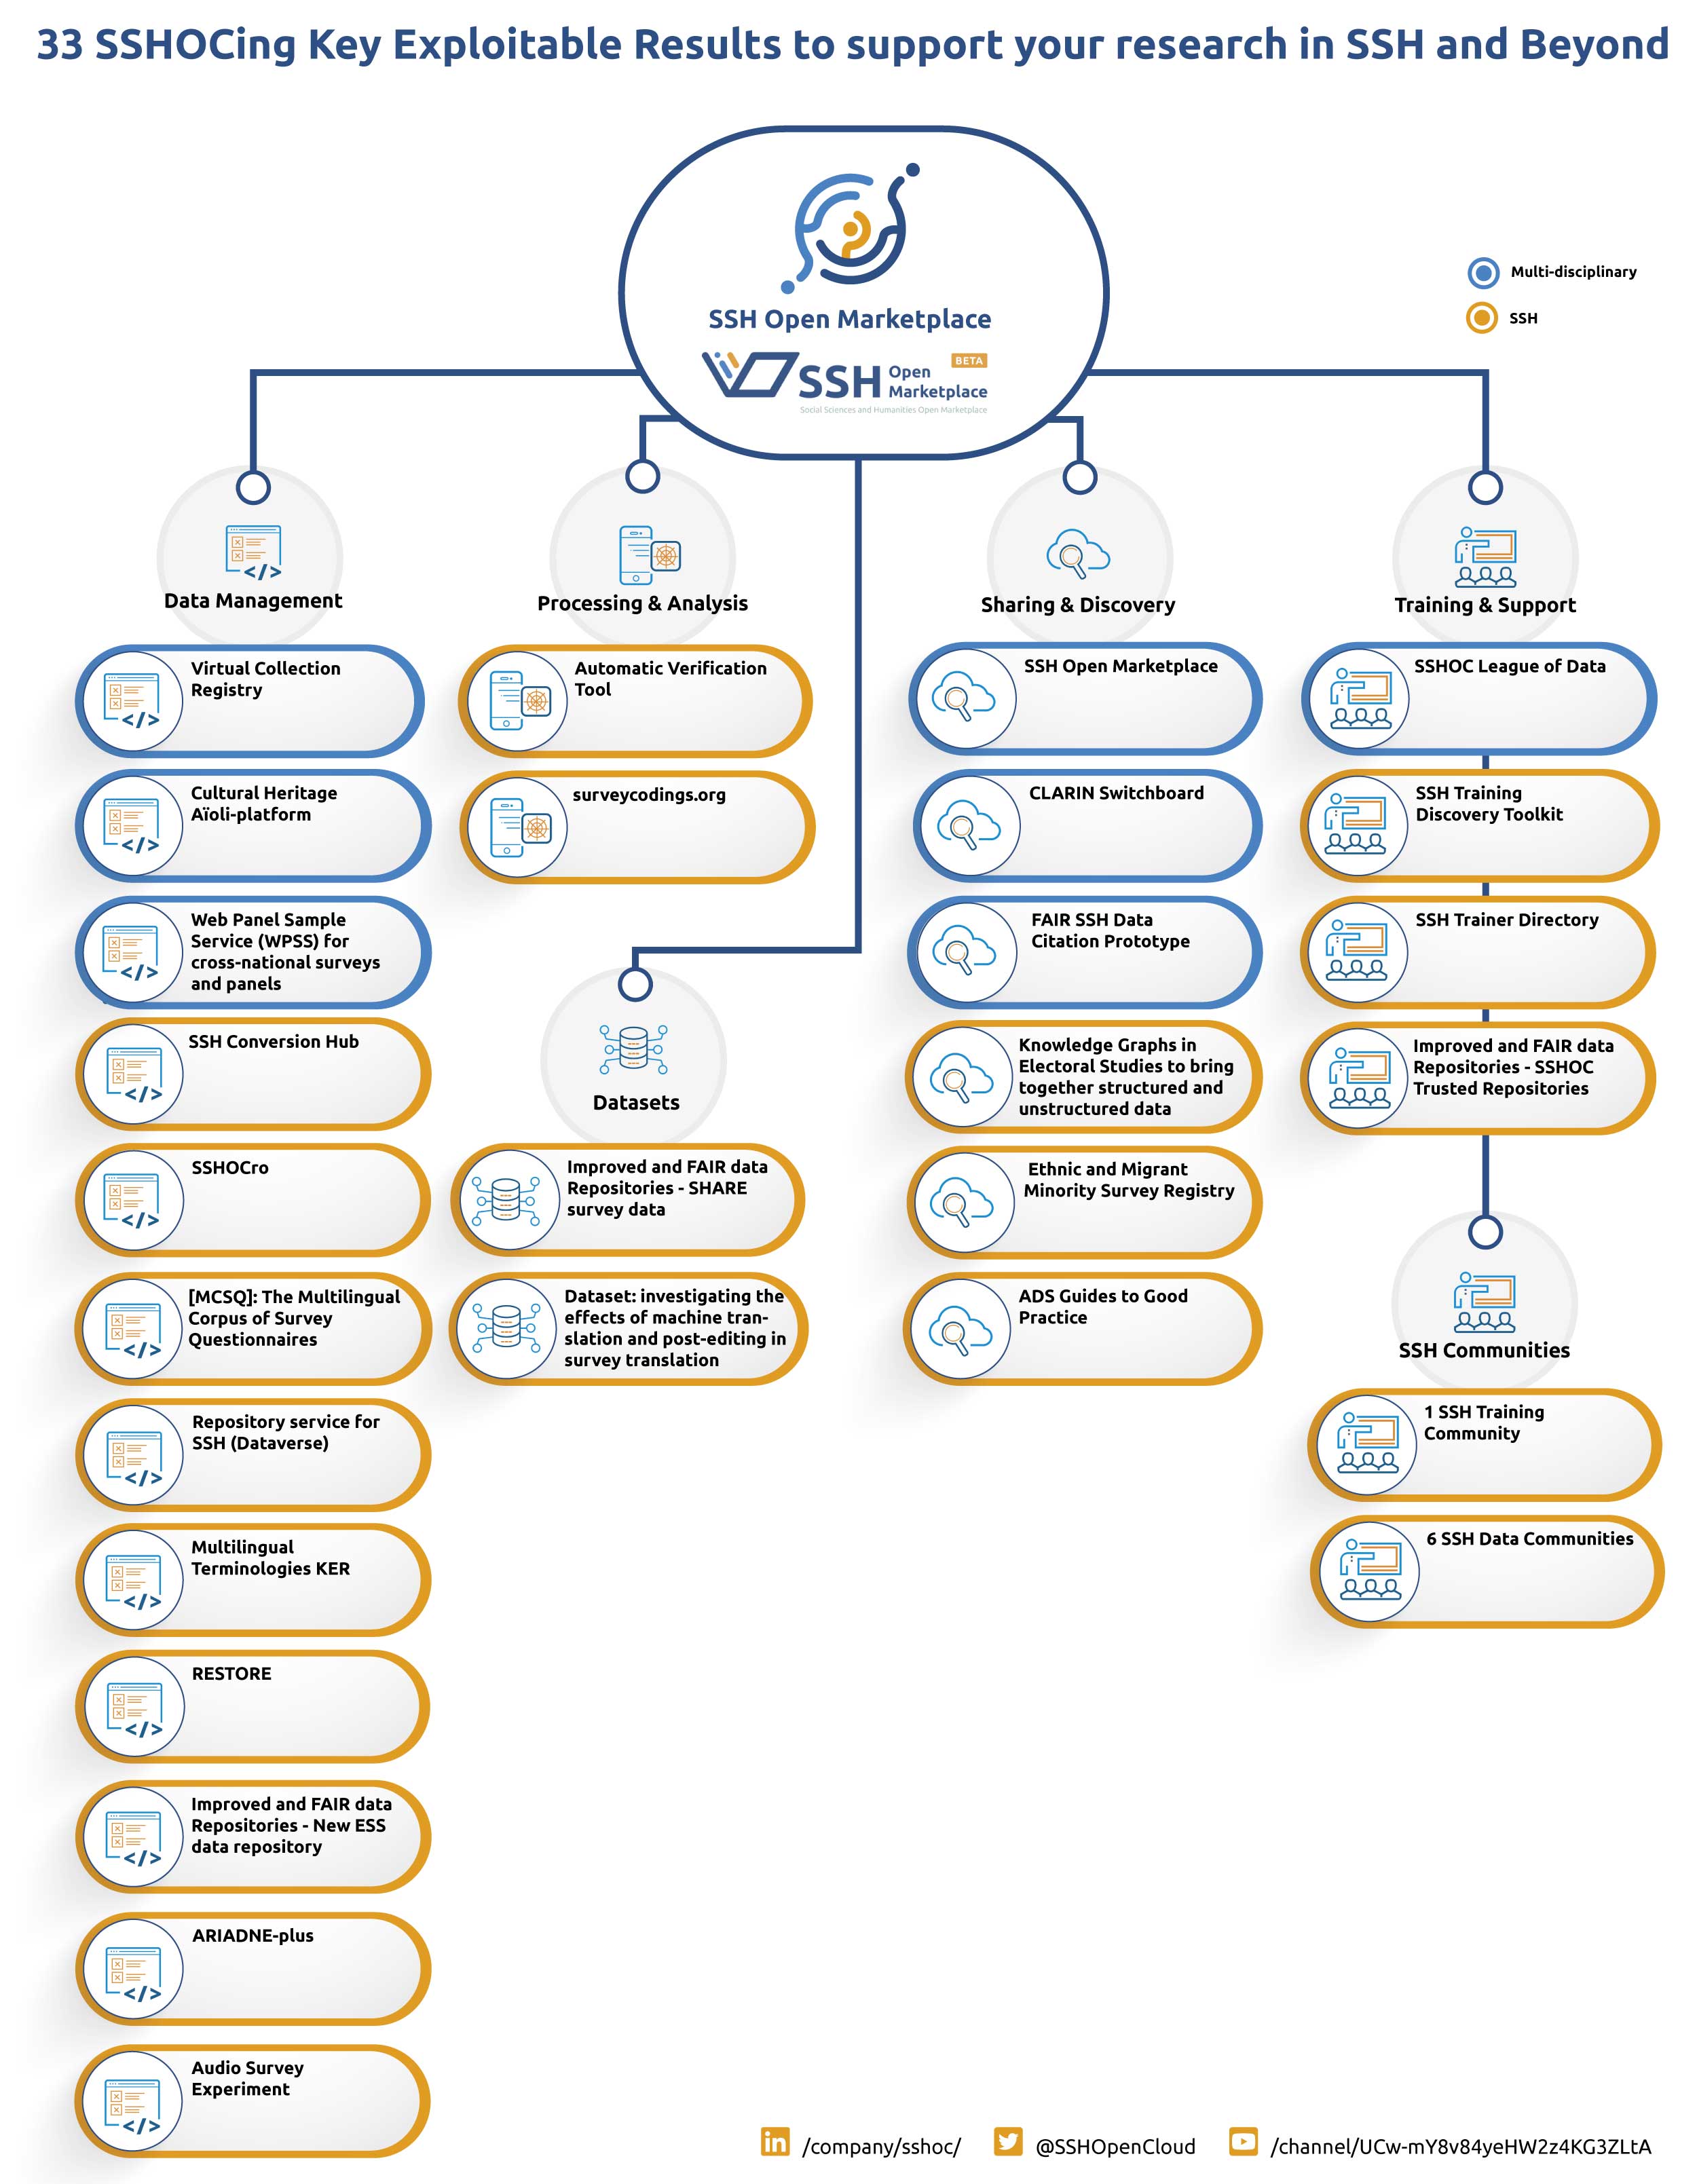 33 SSHOCing Key Exploitable Results to support your research in SSH and Beyond
SSH Open Marketplace
BETA
SSH Open
Marketplace
Social Sciences and Humanities Open Marketplace
Multi-disciplinary
SSH
Data Management
Virtual Collection
Registry
Cultural Heritage
Aïoli-platform
Web Panel Sample
Service (WPSS) for
cross-national surveys
and panels
SSH Conversion Hub
SSHOCro
[MCSQ]: The Multilingual
Corpus of Survey
Questionnaires
Repository service for
SSH (Dataverse)
Multilingual
Terminologies KER
RESTORE
Improved and FAIR data
Repositories - New ESS
data repository
ARIADNE-plus
Audio Survey
Experiment
Processing & Analysis
Automatic Verification
Tool
surveycodings.org
Datasets
Improved and FAIR data
Repositories - SHARE
survey data
Dataset: investigating the
effects of machine tran-
slation and post-editing in
survey translation
Sharing & Discovery
SSH Open Marketplace
CLARIN Switchboard
FAIR SSH Data
Citation Prototype
Knowledge Graphs in
Electoral Studies to bring
together structured and
unstructured data
Ethnic and Migrant
Minority Survey Registry
ADS Guides to Good
Practice
Training & Support
SSHOC League of Data
SSH Training
Discovery Toolkit
SSH Trainer Directory
Improved and FAIR data
Repositories - SSHOC
Trusted Repositories
SSH Communities
1 SSH Training
Community
6 SSH Data Communities
/company/sshoc/
@SSHOpenCloud
/channel/UCw-mY8v84yeHW2z4KG3ZLtA